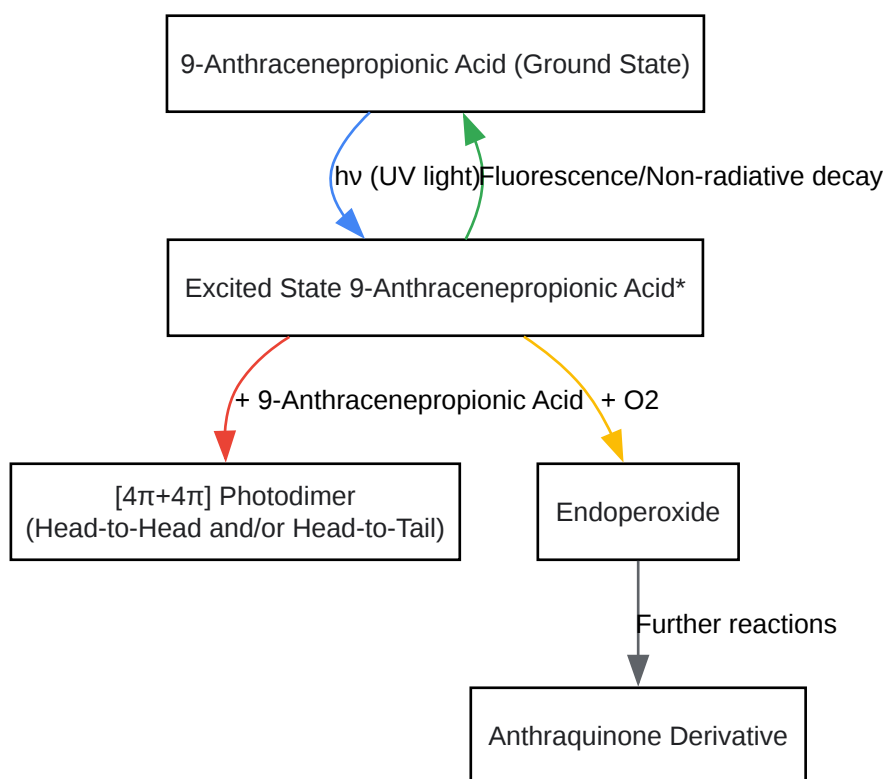 9-Anthracenepropionic Acid (Ground State)
hν (UV light)
Fluorescence/Non-radiative decay
Excited State 9-Anthracenepropionic Acid*
+ 9-Anthracenepropionic Acid
+ O2
[4π+4π] Photodimer
(Head-to-Head and/or Head-to-Tail)
Endoperoxide
Further reactions
Anthraquinone Derivative